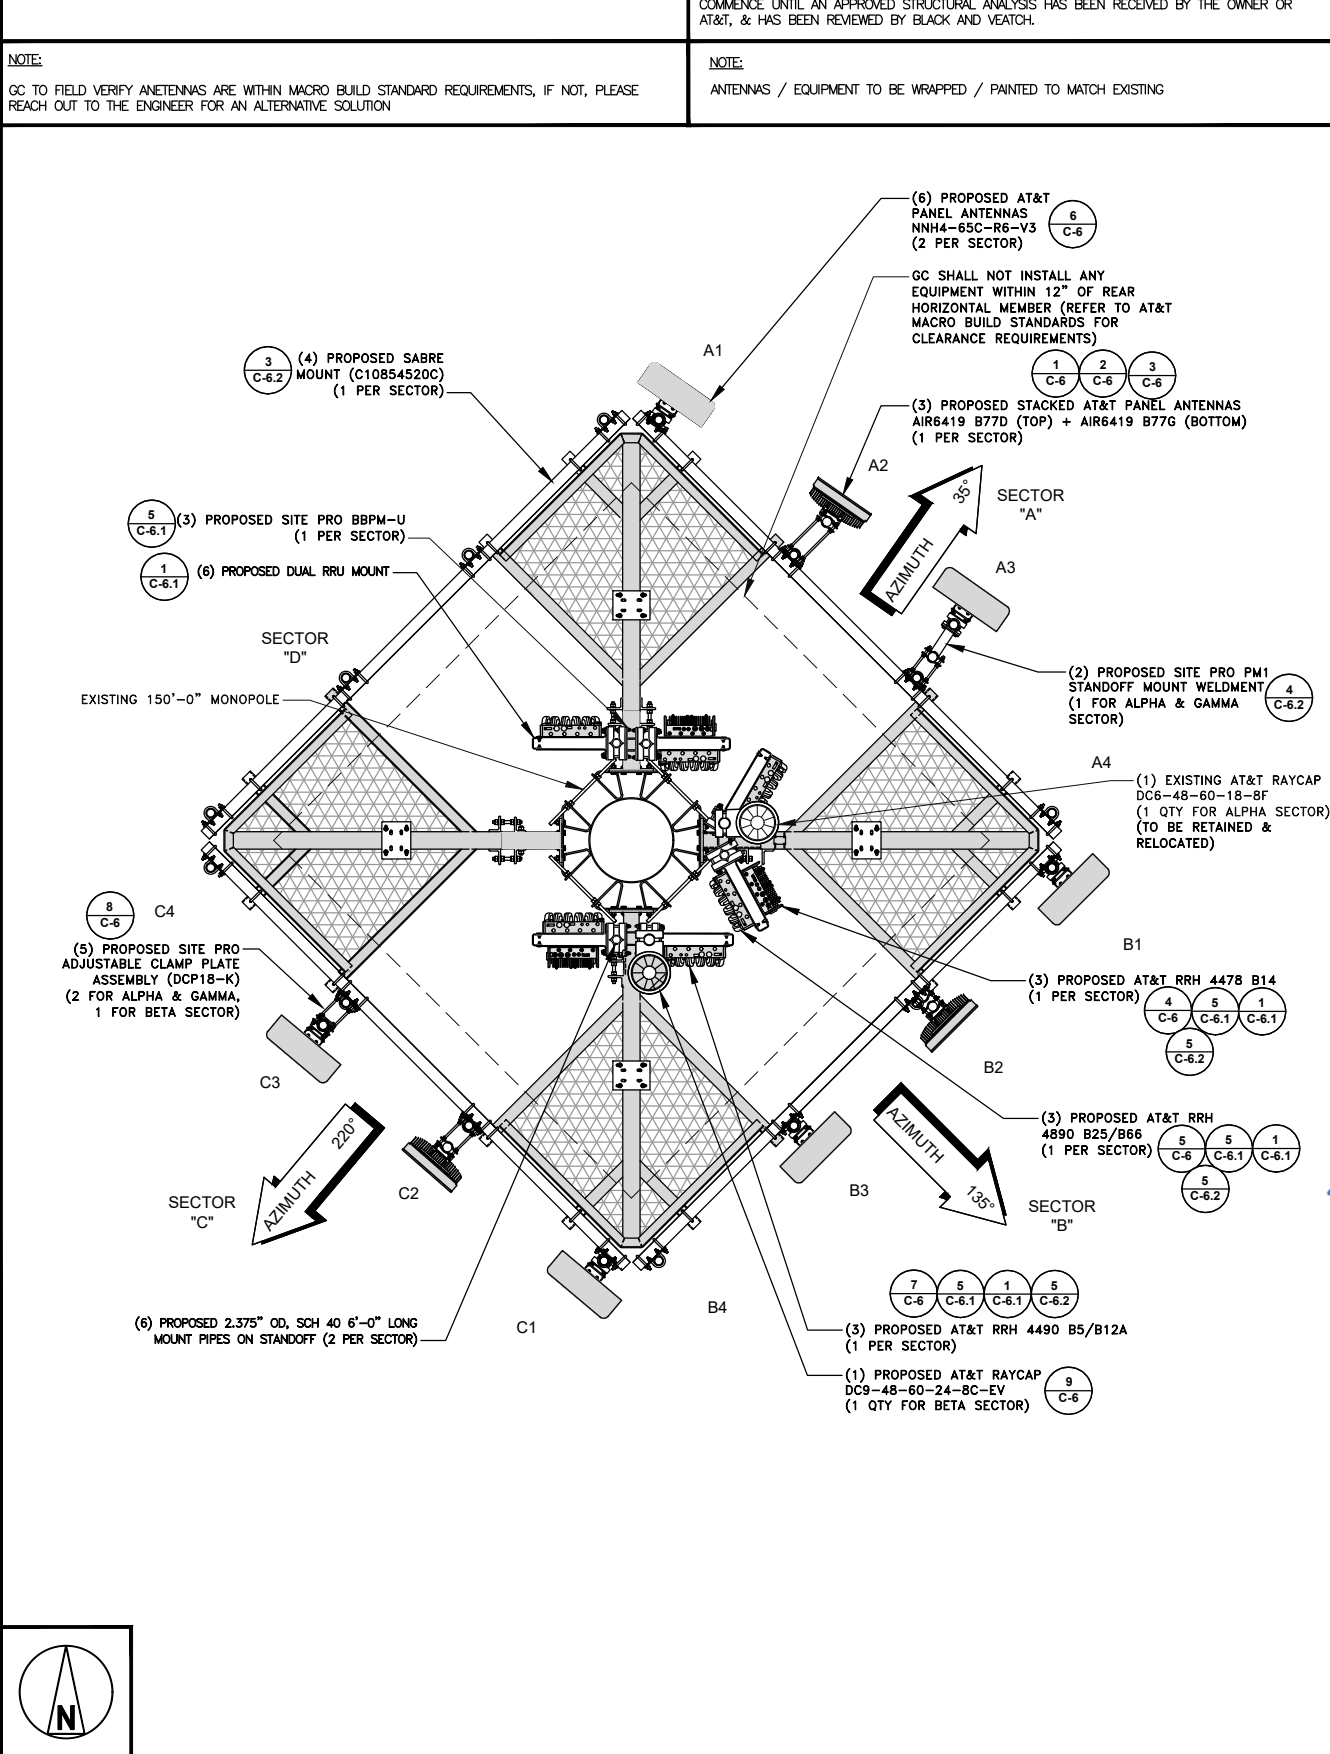 COMMENCE UNTIL AN APPROVED STRUCTURAL ANALYSIS HAS BEEN RECEIVED BY THE OWNER OR
AT&T, & HAS BEEN REVIEWED BY BLACK AND VEATCH.
NOTE:
GC TO FIELD VERIFY ANETENNAS ARE WITHIN MACRO BUILD STANDARD REQUIREMENTS, IF NOT, PLEASE
REACH OUT TO THE ENGINEER FOR AN ALTERNATIVE SOLUTION
NOTE:
ANTENNAS / EQUIPMENT TO BE WRAPPED / PAINTED TO MATCH EXISTING
(6) PROPOSED AT&T
PANEL ANTENNAS
NNH4-65C-R6-V3
(2 PER SECTOR)
6
C-6
GC SHALL NOT INSTALL ANY
EQUIPMENT WITHIN 12" OF REAR
HORIZONTAL MEMBER (REFER TO AT&T
MACRO BUILD STANDARDS FOR
CLEARANCE REQUIREMENTS)
1
C-6
2
C-6
3
C-6
(3) PROPOSED STACKED AT&T PANEL ANTENNAS
AIR6419 B77D (TOP) + AIR6419 B77G (BOTTOM)
(1 PER SECTOR)
3
C-6.2
(4) PROPOSED SABRE
MOUNT (C10854520C)
(1 PER SECTOR)
A1
A2
35°
AZIMUTH
SECTOR
"A"
A3
5
C-6.1
(3) PROPOSED SITE PRO BBPM-U
(1 PER SECTOR)
1
C-6.1
(6) PROPOSED DUAL RRU MOUNT
SECTOR
"D"
EXISTING 150'-0" MONOPOLE
(2) PROPOSED SITE PRO PM1
STANDOFF MOUNT WELDMENT
(1 FOR ALPHA & GAMMA
SECTOR)
4
C-6.2
A4
(1) EXISTING AT&T RAYCAP
DC6-48-60-18-8F
(1 QTY FOR ALPHA SECTOR)
(TO BE RETAINED &
RELOCATED)
8
C-6
C4
(5) PROPOSED SITE PRO
ADJUSTABLE CLAMP PLATE
ASSEMBLY (DCP18-K)
(2 FOR ALPHA & GAMMA,
1 FOR BETA SECTOR)
B1
(3) PROPOSED AT&T RRH 4478 B14
(1 PER SECTOR)
4
C-6
5
C-6.1
1
C-6.1
5
C-6.2
C3
B2
220°
AZIMUTH
SECTOR
"C"
C2
AZIMUTH
135°
SECTOR
"B"
B3
(3) PROPOSED AT&T RRH
4890 B25/B66
(1 PER SECTOR)
5
C-6
5
C-6.1
1
C-6.1
5
C-6.2
B4
C1
(6) PROPOSED 2.375" OD, SCH 40 6'-0" LONG
MOUNT PIPES ON STANDOFF (2 PER SECTOR)
7
C-6
5
C-6.1
1
C-6.1
5
C-6.2
(3) PROPOSED AT&T RRH 4490 B5/B12A
(1 PER SECTOR)
(1) PROPOSED AT&T RAYCAP
DC9-48-60-24-8C-EV
(1 QTY FOR BETA SECTOR)
9
C-6
N